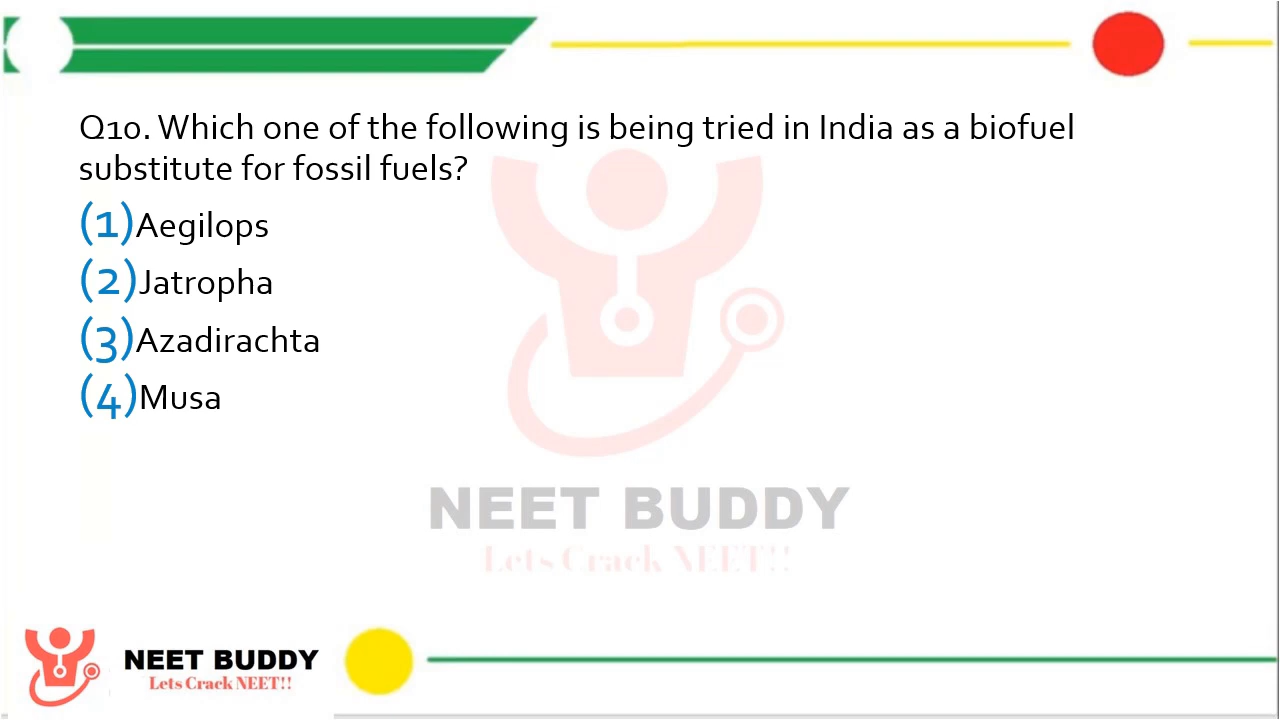 Q10. Which one of the following is being tried in India as a biofuel
substitute for fossil fuels?
(1)Aegilops
(2)Jatropha
(3)Azadirachta
(4)Musa
NEET BUDDY
Lets Crack NEET!!
NEET BUDDY
Lets Crack NEET!!